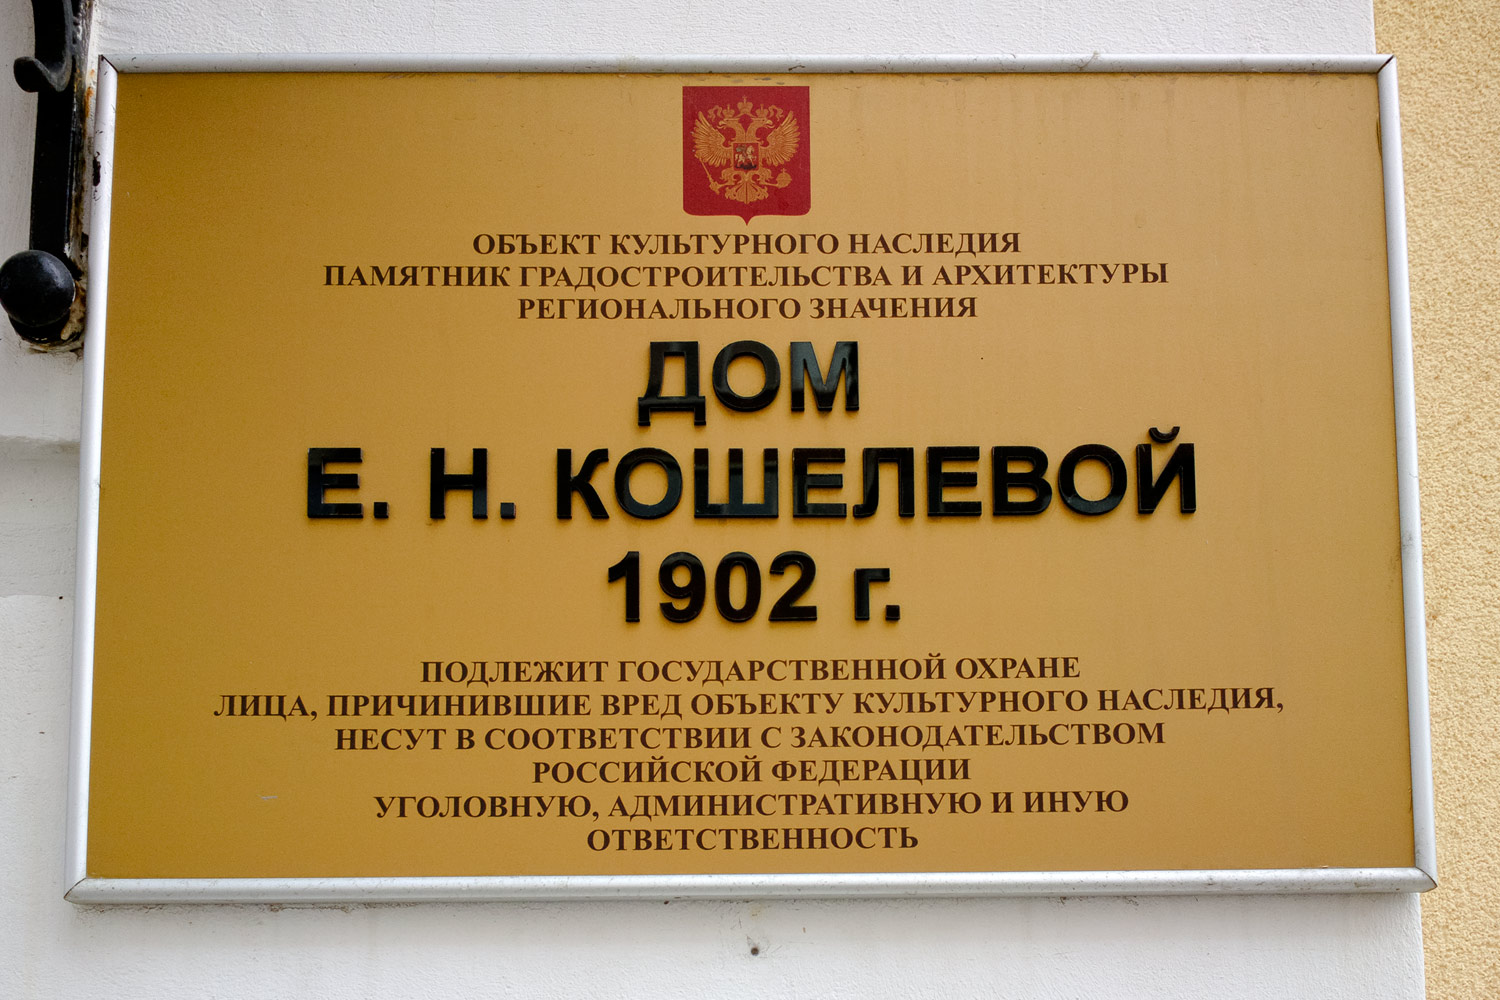 ОБЪЕКТ КУЛЬТУРНОГО НАСЛЕДИЯ
ПАМЯТНИК ГРАДОСТРОИТЕЛЬСТВА И АРХИТЕКТУРЫ
РЕГИОНАЛЬНОГО ЗНАЧЕНИЯ
ДОМ
Е. Н. КОШЕЛЕВОЙ
1902 г.
ПОДЛЕЖИТ ГОСУДАРСТВЕННОЙ ОХРАНЕ
ЛИЦА, ПРИЧИНИВШИЕ ВРЕД ОБЪЕКТУ КУЛЬТУРНОГО НАСЛЕДИЯ,
НЕСУТ В СООТВЕТСТВИИ С ЗАКОНОДАТЕЛЬСТВОМ
РОССИЙСКОЙ ФЕДЕРАЦИИ
УГОЛОВНУЮ, АДМИНИСТРАТИВНУЮ И ИНУЮ
ОТВЕТСТВЕННОСТЬ